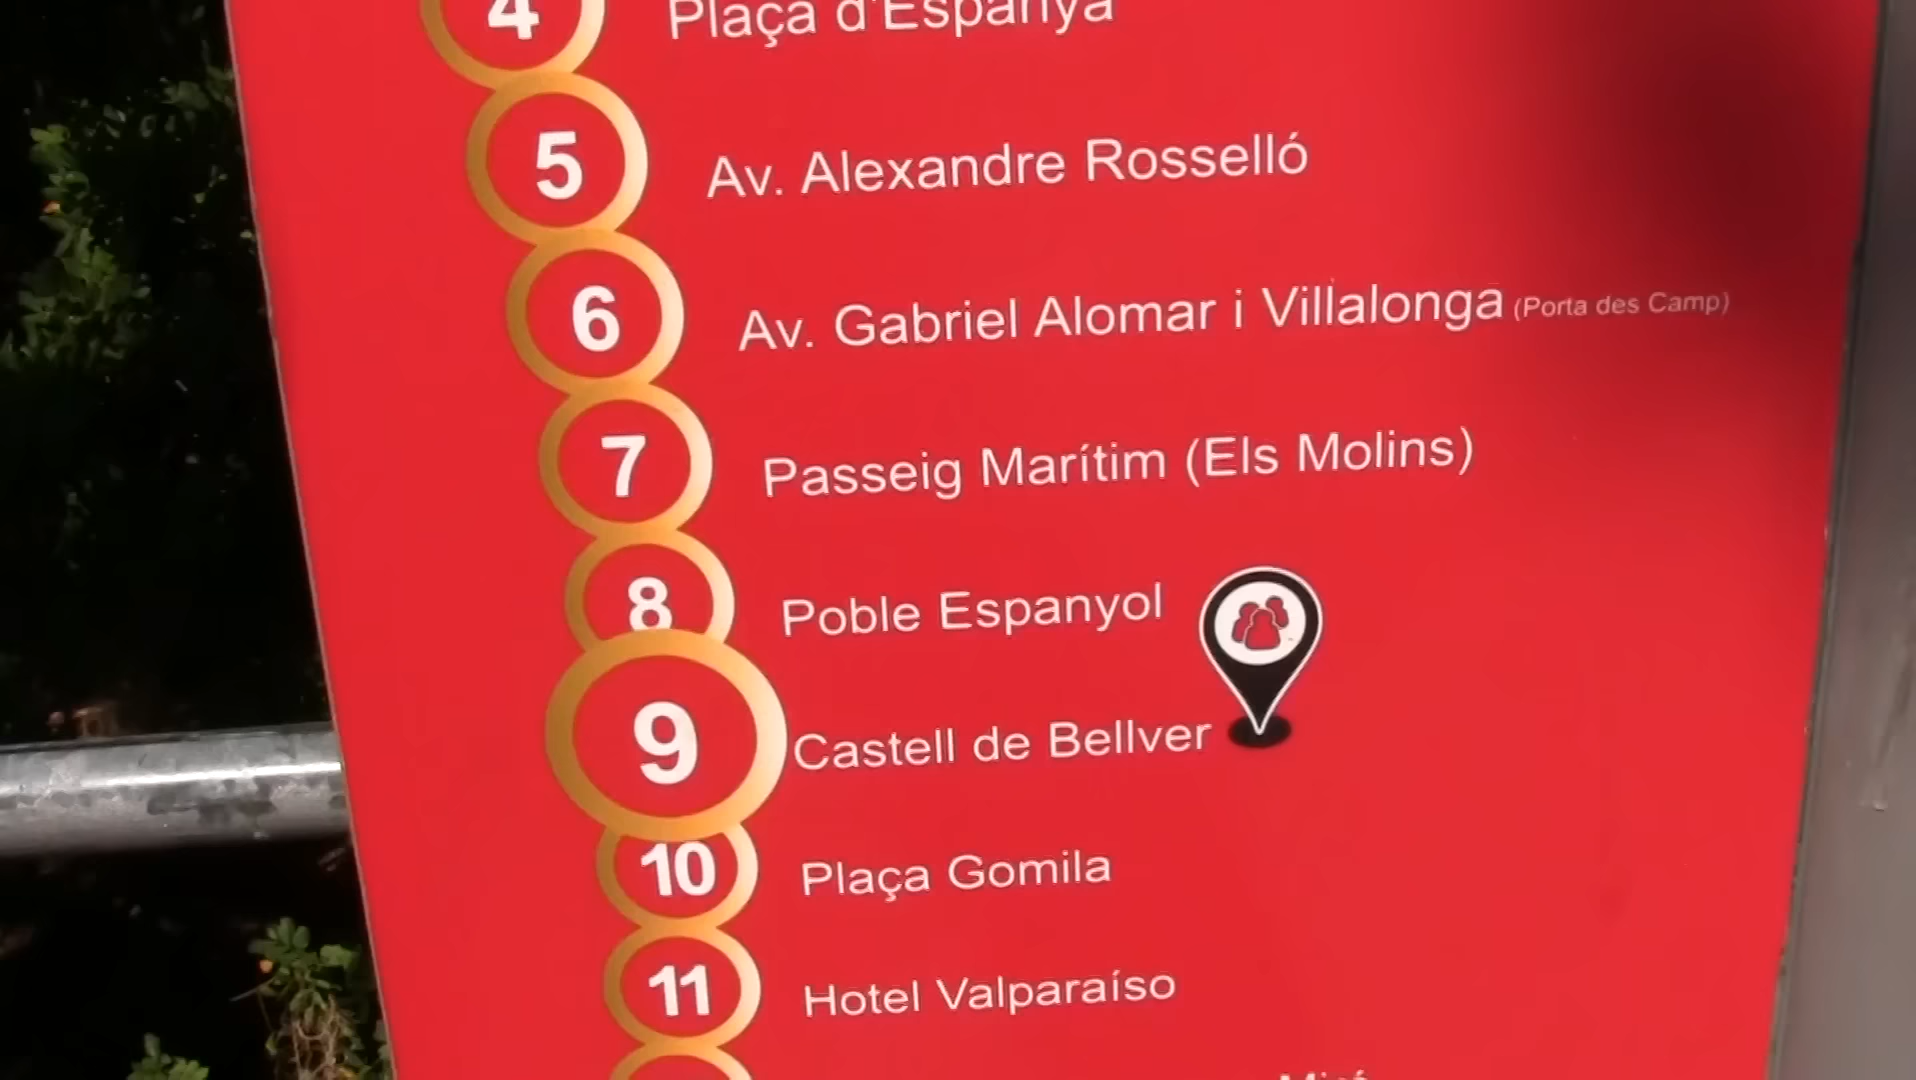 4 Plaça d'Espanya
5 Av. Alexandre Rosselló
6 Av. Gabriel Alomar i Villalonga (Porta des Camp)
7 Passeig Marítim (Els Molins)
8 Poble Espanyol
9 Castell de Bellver
10 Plaça Gomila
11 Hotel Valparaíso